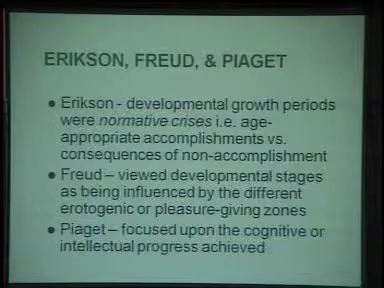 ERIKSON, FREUD, & PIAGET
• Erikson - developmental growth periods
were normative crises i.e. age-
appropriate accomplishments vs.
consequences of non-accomplishment
• Freud – viewed developmental stages
as being influenced by the different
erotogenic or pleasure-giving zones
• Piaget – focused upon the cognitive or
intellectual progress achieved